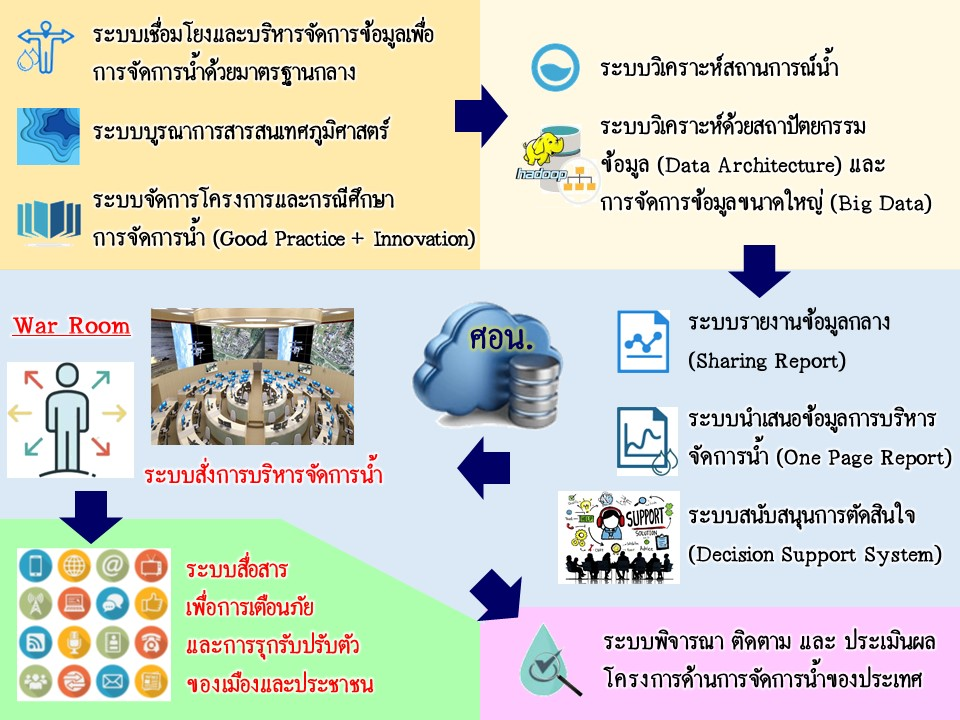 ระบบเชื่อมโยงและบริหารจัดการข้อมูลเพื่อ
การจัดการน้ำด้วยมาตรฐานกลาง
ระบบบูรณาการสารสนเทศภูมิศาสตร์
ระบบจัดการโครงการและกรณีศึกษา
การจัดการน้ำ (Good Practice + Innovation)
ระบบวิเคราะห์สถานการณ์น้ำ
hadoop
ระบบวิเคราะห์ด้วยสถาปัตยกรรม
ข้อมูล (Data Architecture) และ
การจัดการข้อมูลขนาดใหญ่ (Big Data)
War Room
ระบบสั่งการบริหารจัดการน้ำ
ศอน.
ระบบรายงานข้อมูลกลาง
(Sharing Report)
ระบบนำเสนอข้อมูลการบริหาร
จัดการน้ำ (One Page Report)
SUPPORT
SOLUTION
ระบบสนับสนุนการตัดสินใจ
(Decision Support System)
ระบบสื่อสาร
เพื่อการเตือนภัย
และการรุกรับปรับตัว
ของเมืองและประชาชน
ระบบพิจารณา ติดตาม และ ประเมินผล
โครงการด้านการจัดการน้ำของประเทศ